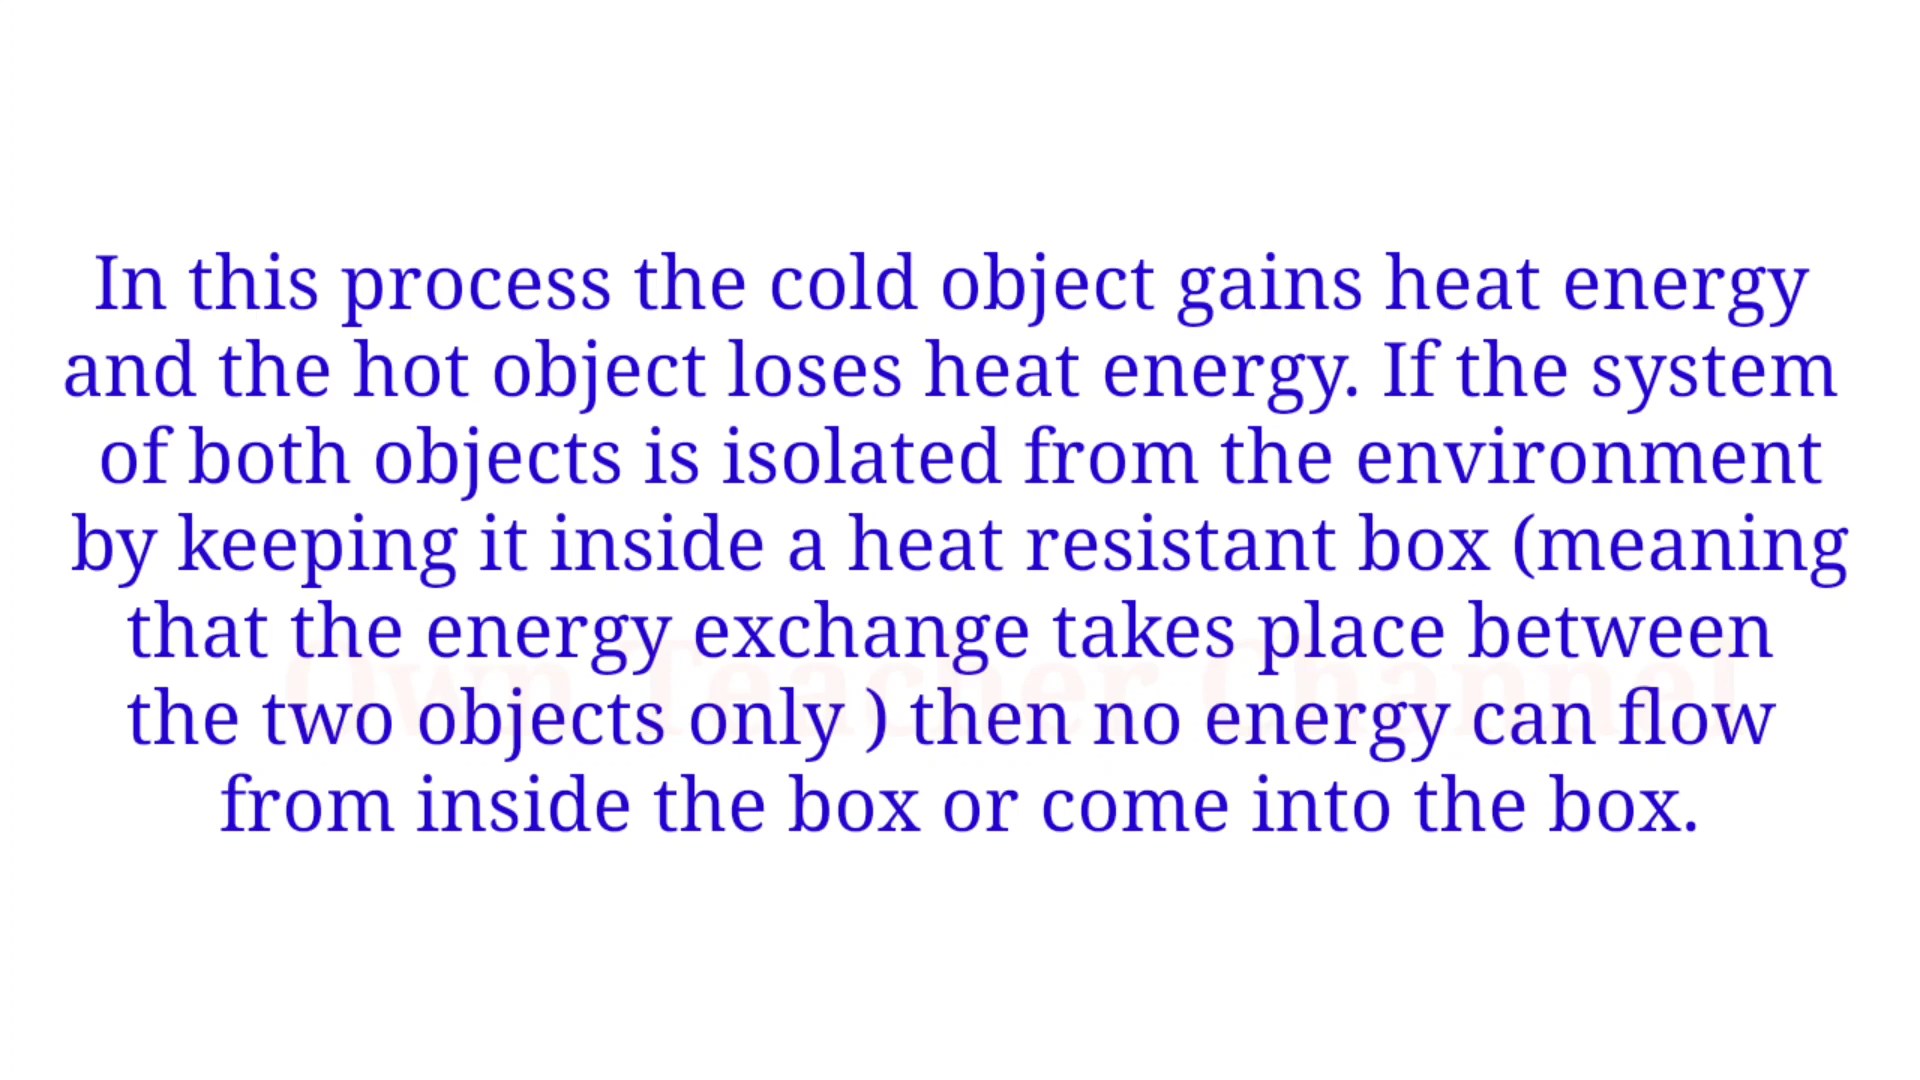 In this process the cold object gains heat energy
and the hot object loses heat energy. If the system
of both objects is isolated from the environment
by keeping it inside a heat resistant box (meaning
that the energy exchange takes place between
Own Teacher Channel
the two objects only ) then no energy can flow
from inside the box or come into the box.